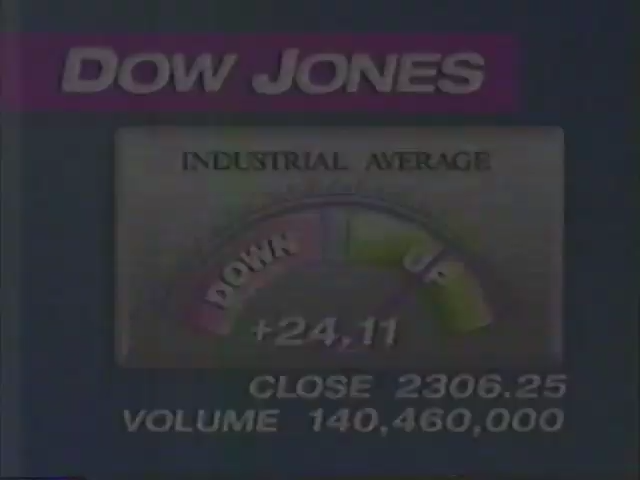 DOW JONES
INDUSTRIAL AVERAGE
DOWN UP
+24.11
CLOSE 2306.25
VOLUME 140,460,000